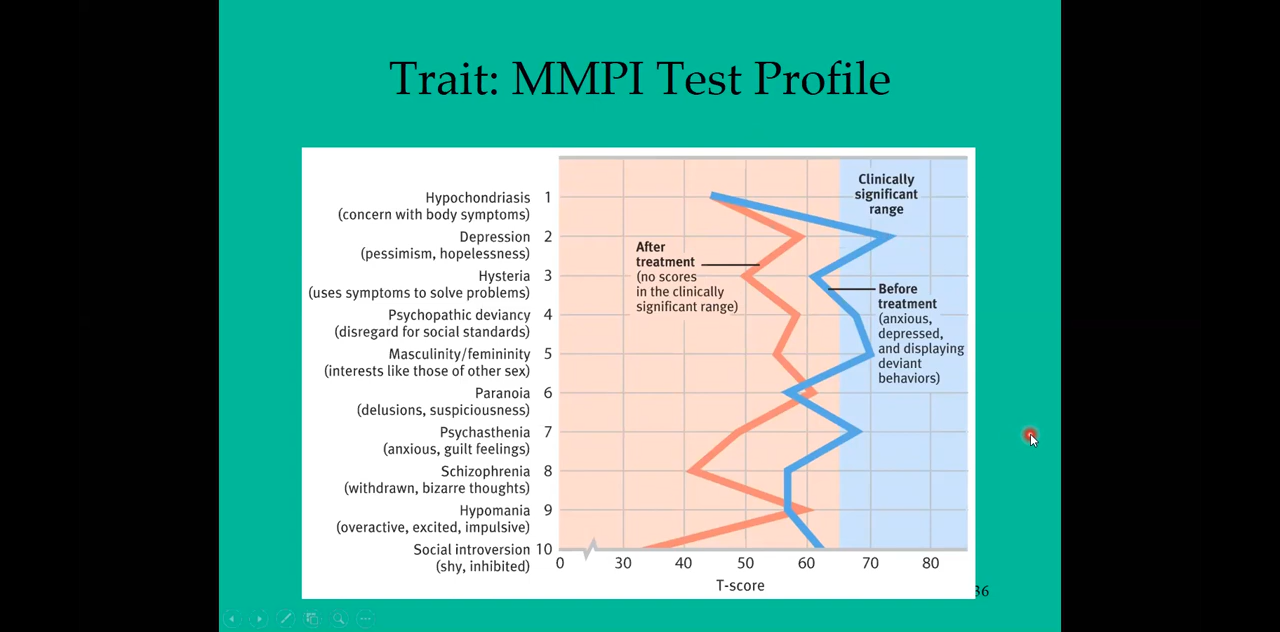 Trait: MMPI Test Profile
Clinically
significant
range
Hypochondriasis 1
(concern with body symptoms)
Depression 2
(pessimism, hopelessness)
Hysteria 3
(uses symptoms to solve problems)
Psychopathic deviancy 4
(disregard for social standards)
Masculinity/femininity 5
(interests like those of other sex)
Paranoia 6
(delusions, suspiciousness)
Psychasthenia 7
(anxious, guilt feelings)
Schizophrenia 8
(withdrawn, bizarre thoughts)
Hypomania 9
(overactive, excited, impulsive)
Social introversion 10
(shy, inhibited)
After
treatment
(no scores
in the clinically
significant range)
Before
treatment
(anxious,
depressed,
and displaying
deviant
behaviors)
0 30 40 50 60 70 80
T-score
36